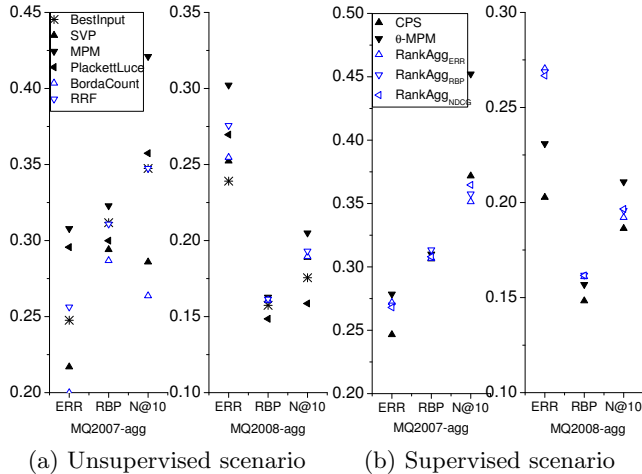 0.45
0.40
0.35
0.30
0.25
0.20
BestInput
SVP
MPM
PlackettLuce
BordaCount
RRF
ERR RBP N@10
MQ2007-agg
0.35
0.30
0.25
0.20
0.15
0.10
ERR RBP N@10
MQ2008-agg
0.50
0.45
0.40
0.35
0.30
0.25
0.20
CPS
θ-MPM
RankAggERR
RankAggRBP
RankAggNDCG
ERR RBP N@10
MQ2007-agg
0.30
0.25
0.20
0.15
0.10
ERR RBP N@10
MQ2008-agg
(a) Unsupervised scenario
(b) Supervised scenario